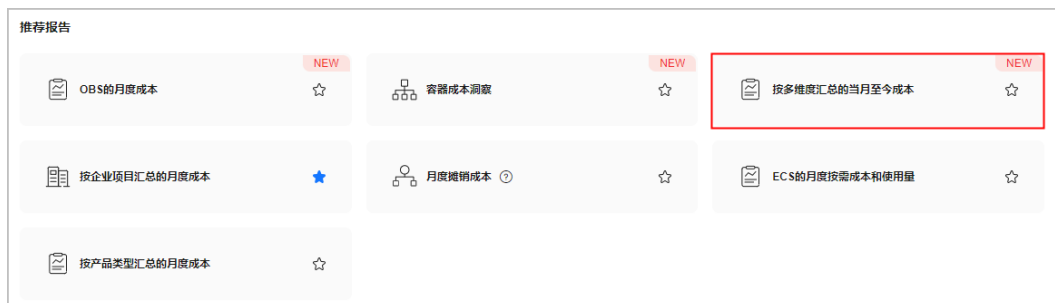 推荐报告
NEW
OBS的月度成本
NEW
容器成本洞察
NEW
按多维度汇总的当月至今成本
按企业项目汇总的月度成本
月度摊销成本 ?
ECS的月度按需成本和使用量
按产品类型汇总的月度成本